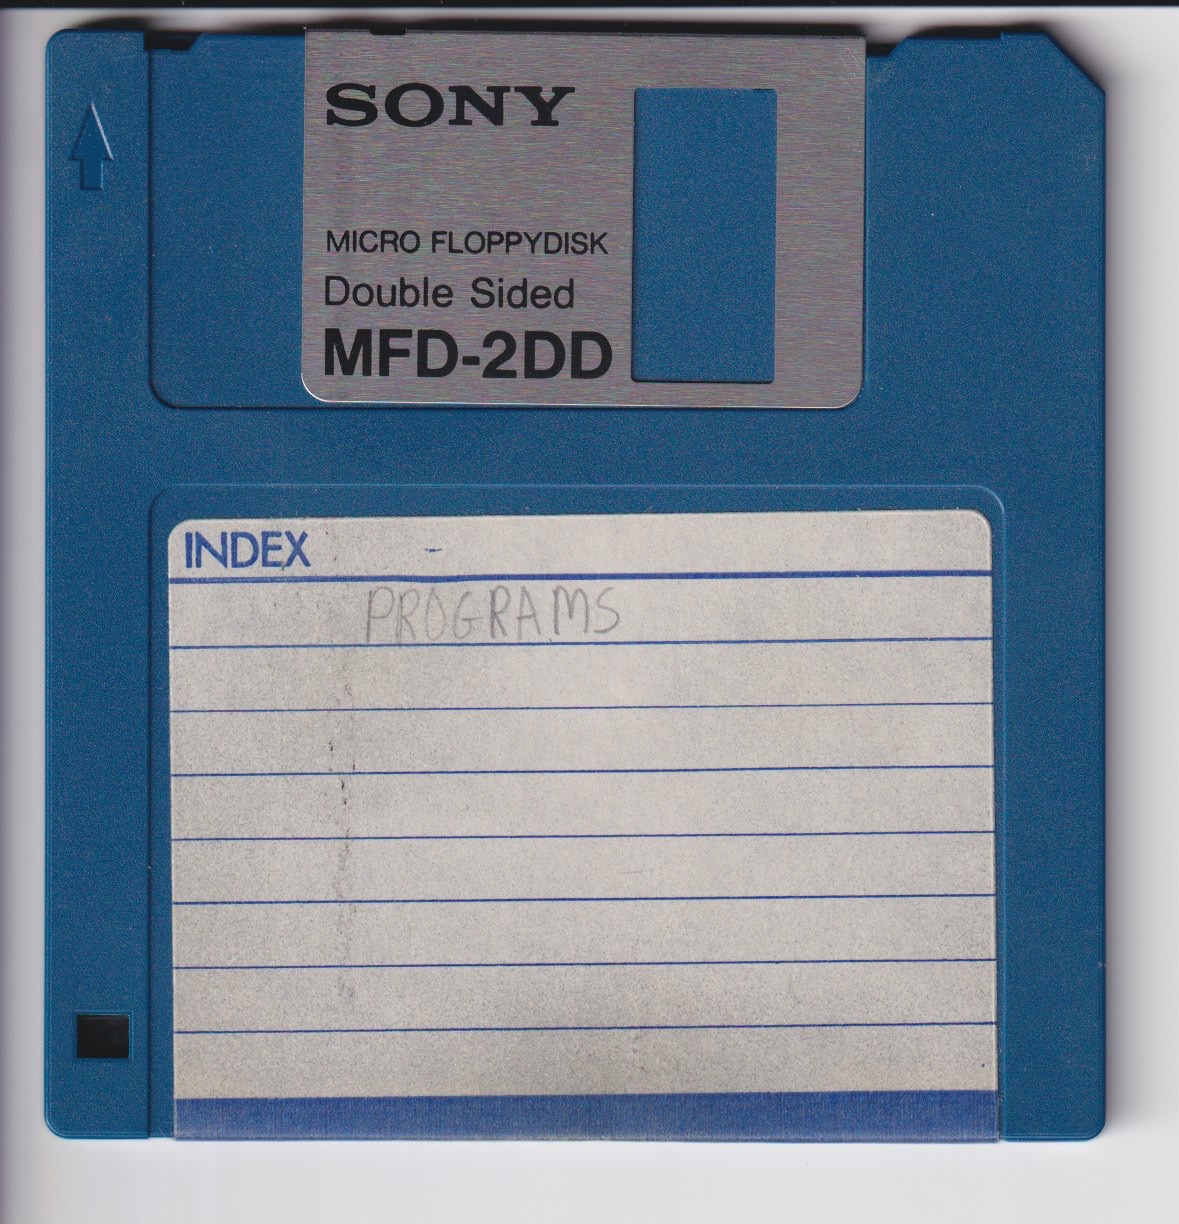 SONY
MICRO FLOPPYDISK
Double Sided
MFD-2DD
INDEX
PROGRAMS